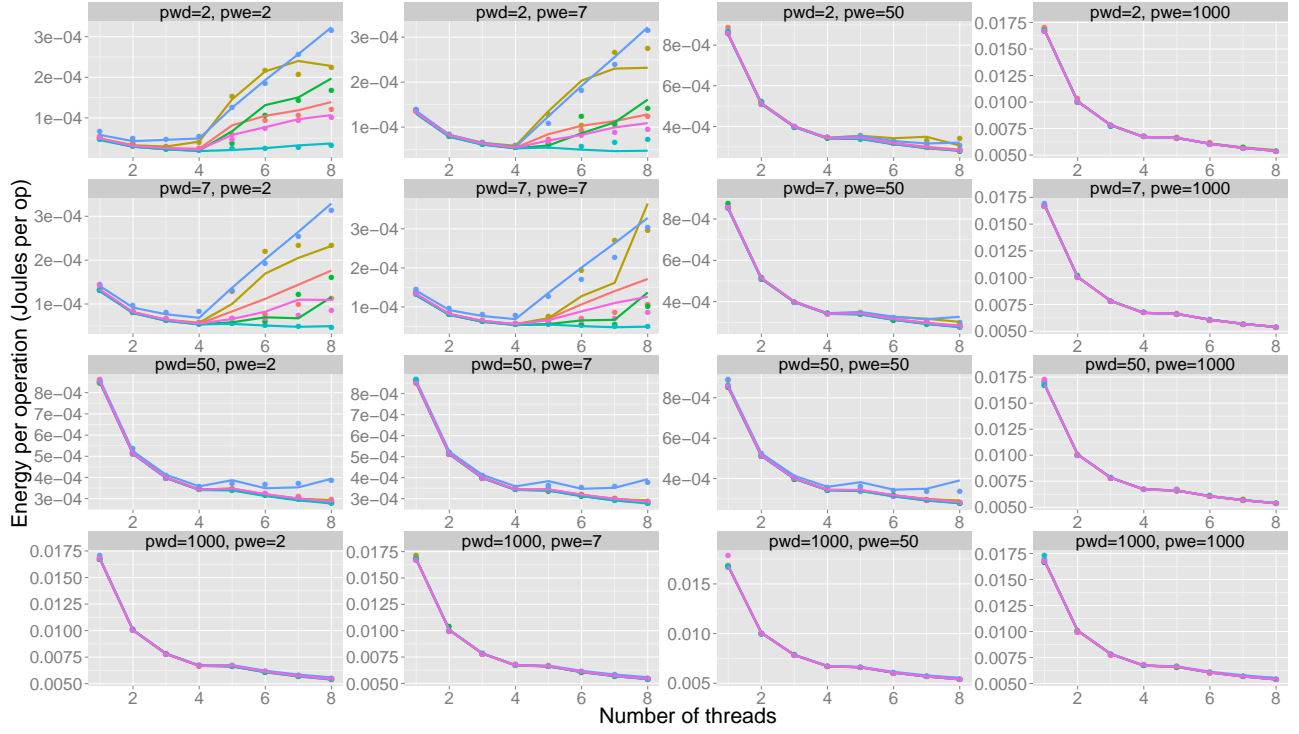 pwd=2, pwe=2
pwd=2, pwe=7
pwd=2, pwe=50
pwd=2, pwe=1000
3e−04
2e−04
1e−04
2 4 6 8
3e−04
2e−04
1e−04
2 4 6 8
8e−04
6e−04
4e−04
2 4 6 8
0.0175
0.0150
0.0125
0.0100
0.0075
0.0050
2 4 6 8
pwd=7, pwe=2
pwd=7, pwe=7
pwd=7, pwe=50
pwd=7, pwe=1000
3e−04
2e−04
1e−04
0e+00
2 4 6 8
3e−04
2e−04
1e−04
0e+00
2 4 6 8
8e−04
6e−04
4e−04
2 4 6 8
0.0175
0.0150
0.0125
0.0100
0.0075
0.0050
2 4 6 8
pwd=50, pwe=2
pwd=50, pwe=7
pwd=50, pwe=50
pwd=50, pwe=1000
8e−04
7e−04
6e−04
5e−04
4e−04
3e−04
2 4 6 8
8e−04
7e−04
6e−04
5e−04
4e−04
3e−04
2 4 6 8
8e−04
6e−04
4e−04
2 4 6 8
0.0175
0.0150
0.0125
0.0100
0.0075
0.0050
2 4 6 8
pwd=1000, pwe=2
pwd=1000, pwe=7
pwd=1000, pwe=50
pwd=1000, pwe=1000
0.0175
0.0150
0.0125
0.0100
0.0075
0.0050
2 4 6 8
0.0175
0.0150
0.0125
0.0100
0.0075
0.0050
2 4 6 8
0.015
0.010
0.005
2 4 6 8
0.0175
0.0150
0.0125
0.0100
0.0075
0.0050
2 4 6 8
Energy per operation (Joules per op)
Number of threads